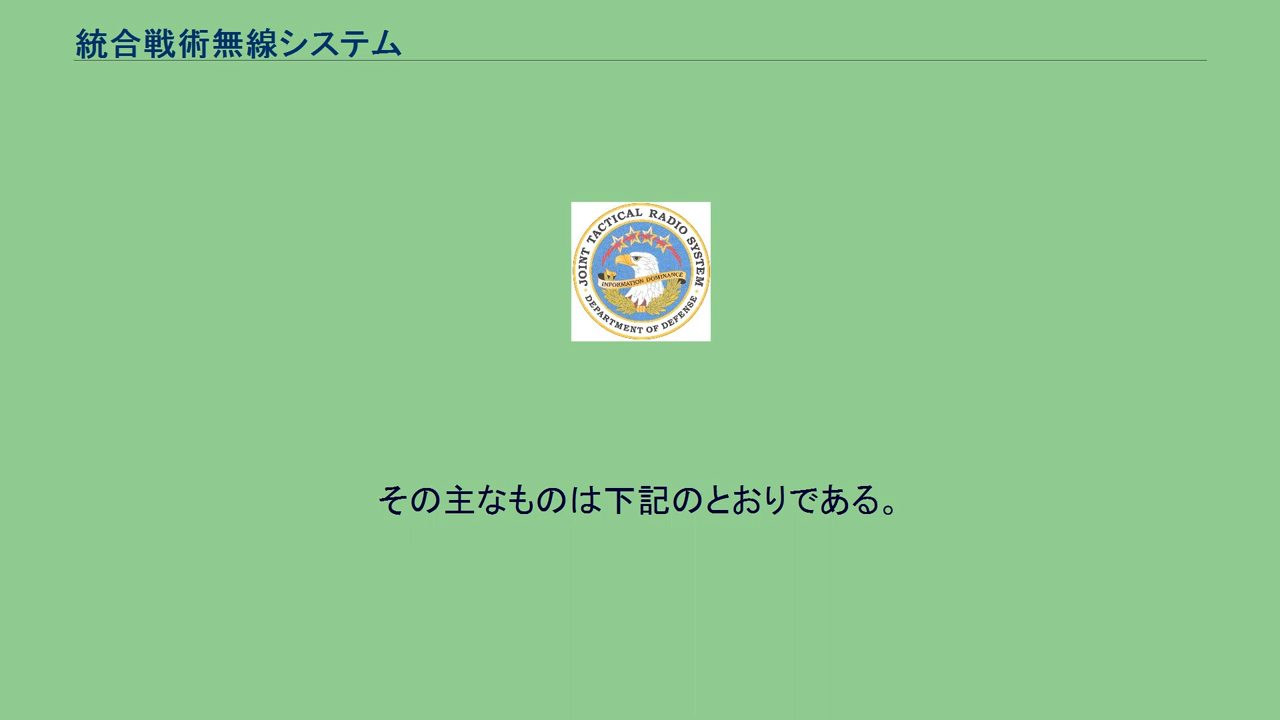 統合戦術無線システム
JOINT TACTICAL RADIO SYSTEM
INFORMATION DOMINANCE
DEPARTMENT OF DEFENSE
その主なものは下記のとおりである。